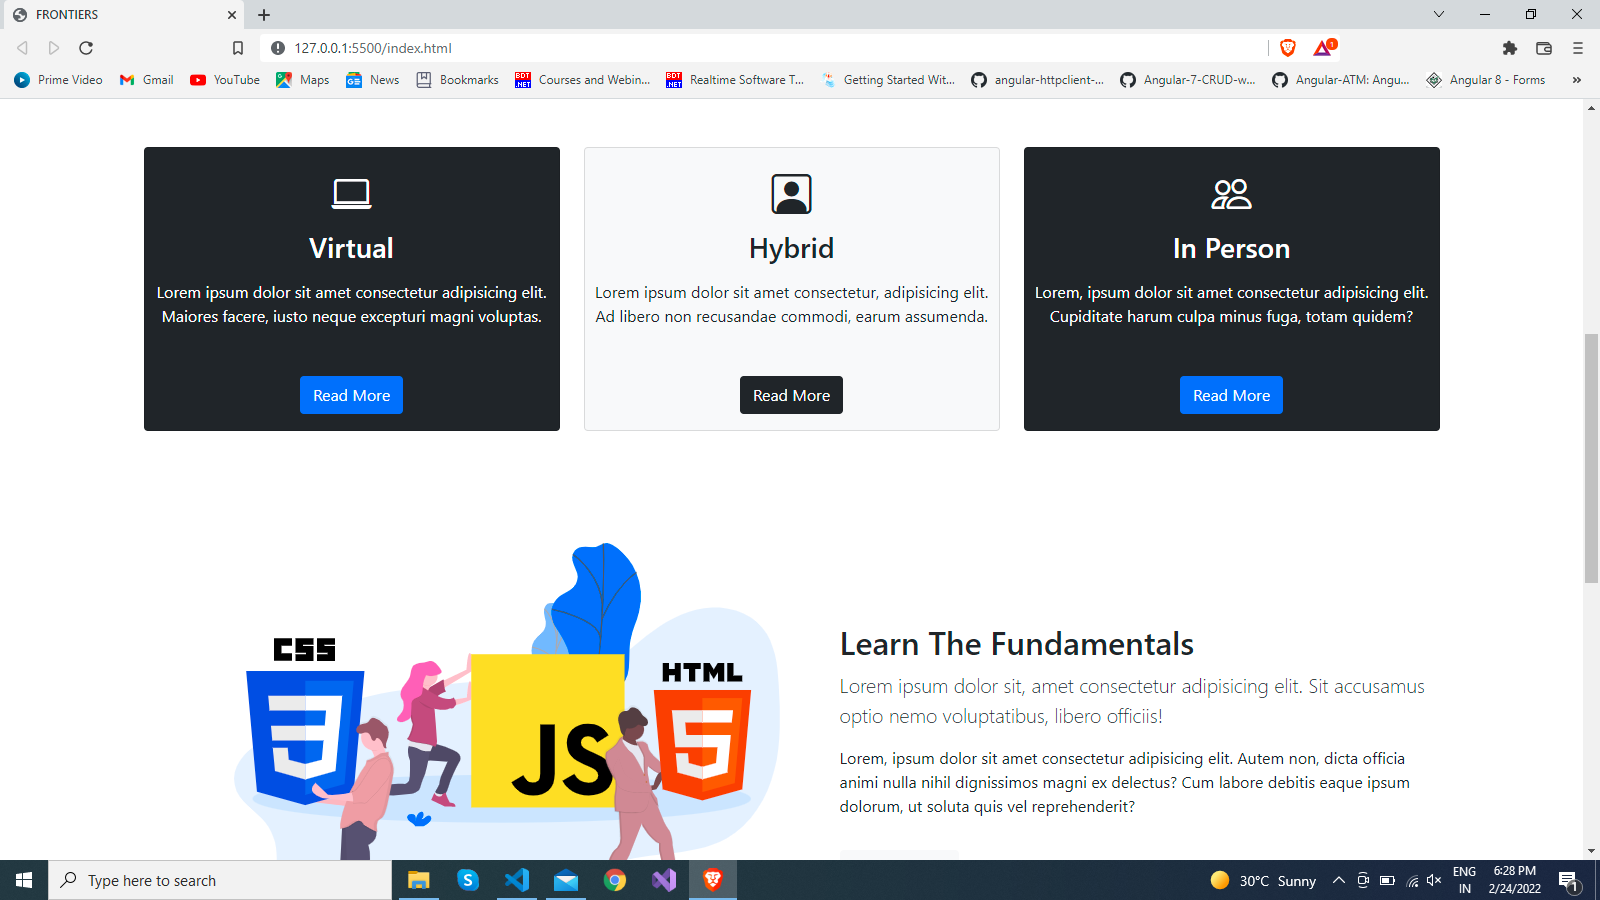 FRONTIERS
127.0.0.1:5500/index.html
1
Prime Video Gmail YouTube Maps News Bookmarks Courses and Webin... Realtime Software T... Getting Started Wit... angular-httpclient-... Angular-7-CRUD-w... Angular-ATM: Angu... Angular 8 - Forms »
Virtual
Lorem ipsum dolor sit amet consectetur adipisicing elit.
Maiores facere, iusto neque excepturi magni voluptas.
Read More
Hybrid
Lorem ipsum dolor sit amet consectetur, adipisicing elit.
Ad libero non recusandae commodi, earum assumenda.
Read More
In Person
Lorem, ipsum dolor sit amet consectetur adipisicing elit.
Cupiditate harum culpa minus fuga, totam quidem?
Read More
CSS
3
JS
HTML
5
Learn The Fundamentals
Lorem ipsum dolor sit, amet consectetur adipisicing elit. Sit accusamus
optio nemo voluptatibus, libero officiis!
Lorem, ipsum dolor sit amet consectetur adipisicing elit. Autem non, dicta officia
animi nulla nihil dignissimos magni ex delectus? Cum labore debitis eaque ipsum
dolorum, ut soluta quis vel reprehenderit?
Type here to search
30°C Sunny
ENG
IN
6:28 PM
2/24/2022
1